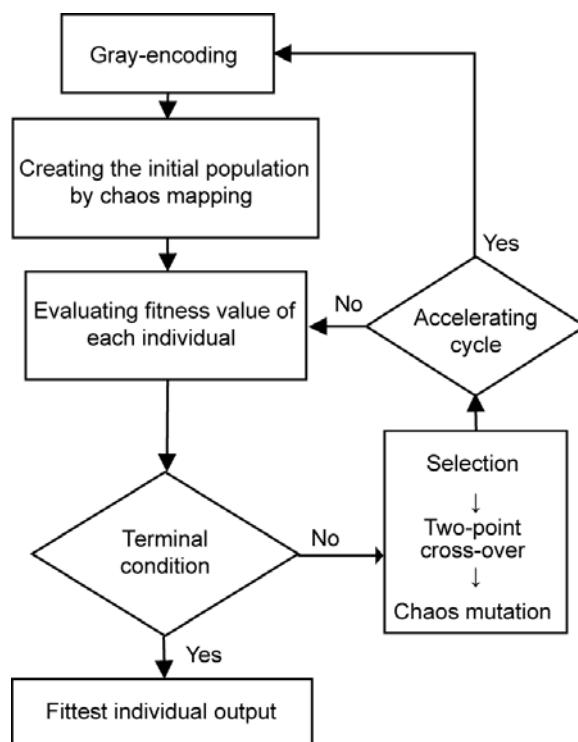 Gray-encoding
Creating the initial population
by chaos mapping
Yes
Evaluating fitness value of
each individual
No
Accelerating
cycle
Selection
↓
Two-point
cross-over
↓
Chaos mutation
Terminal
condition
No
Yes
Fittest individual output